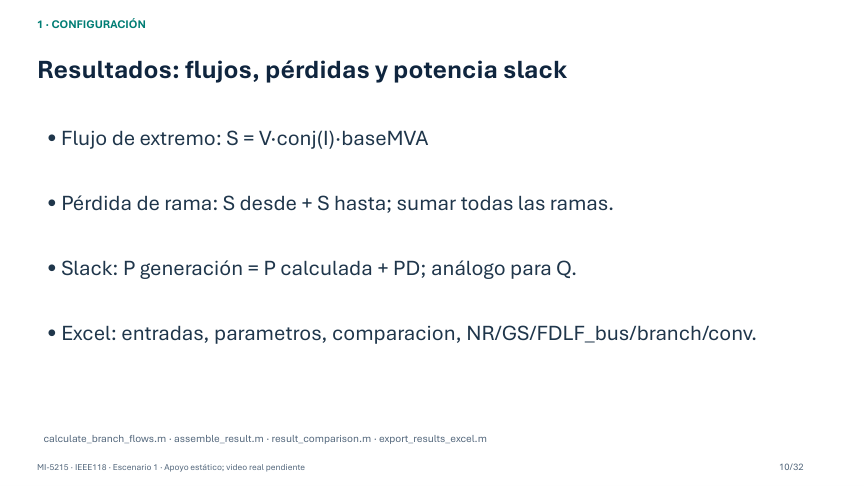 1 · CONFIGURACIÓN
Resultados: flujos, pérdidas y potencia slack
• Flujo de extremo: S = V·conj(I)·baseMVA
• Pérdida de rama: S desde + S hasta; sumar todas las ramas.
• Slack: P generación = P calculada + PD; análogo para Q.
• Excel: entradas, parametros, comparacion, NR/GS/FDLF_bus/branch/conv.
calculate_branch_flows.m · assemble_result.m · result_comparison.m · export_results_excel.m
MI-5215 · IEEE118 · Escenario 1 · Apoyo estático; video real pendiente
10/32